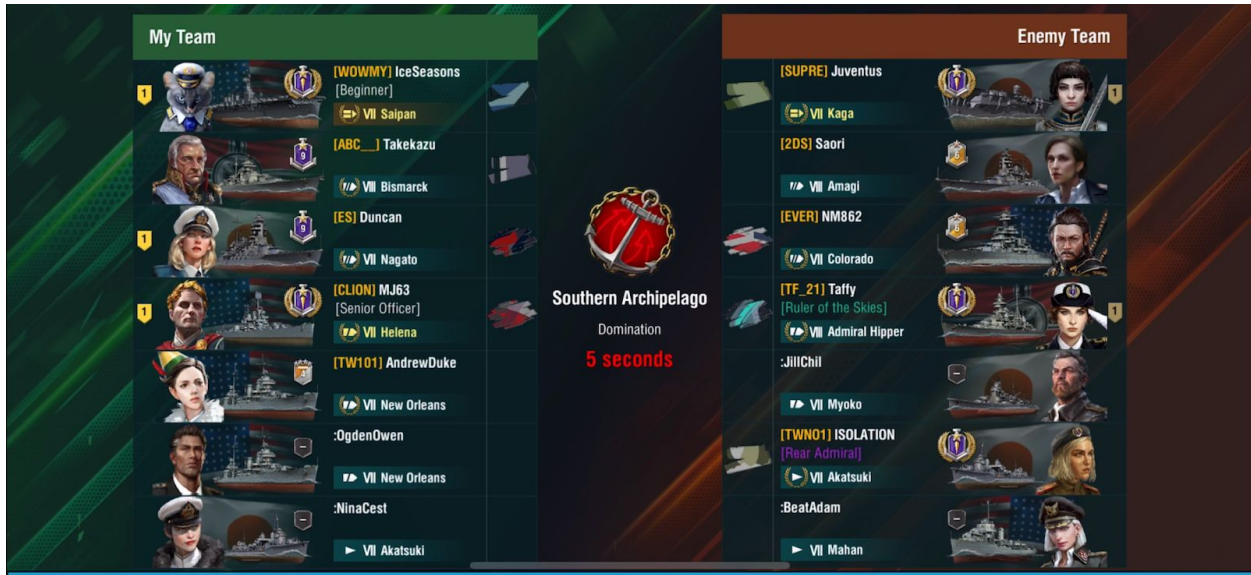 My Team
1
[WOWMY] IceSeasons
[Beginner]
VII Saipan
[ABC__] Takekazu
9
VIII Bismarck
1
[ES] Duncan
9
VII Nagato
1
[CLION] MJ63
[Senior Officer]
VII Helena
[TW101] AndrewDuke
4
VII New Orleans
:OgdenOwen
VII New Orleans
:NinaCest
VII Akatsuki
Southern Archipelago
Domination
5 seconds
Enemy Team
[SUPRE] Juventus
1
VII Kaga
[2DS] Saori
6
VIII Amagi
[EVER] NM862
6
VII Colorado
[TF_21] Taffy
[Ruler of the Skies]
1
VIII Admiral Hipper
:JillChil
VII Myoko
[TWNO1] ISOLATION
[Rear Admiral]
VII Akatsuki
:BeatAdam
VII Mahan